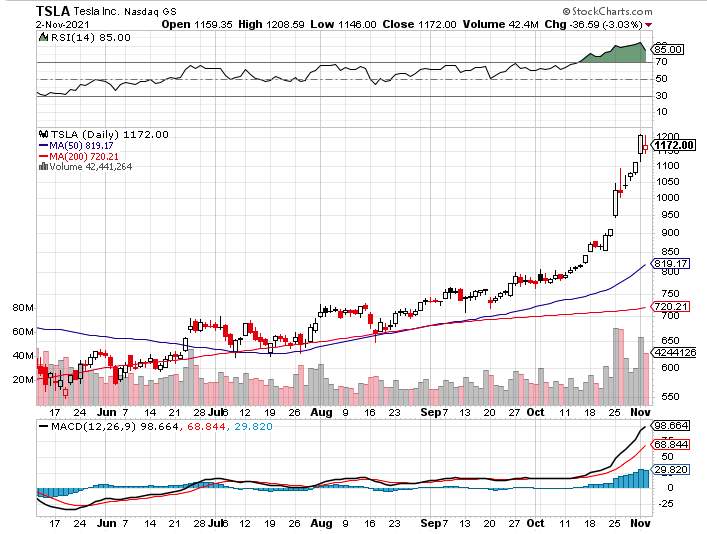 TSLA Tesla Inc. Nasdaq GS © StockCharts.com
2-Nov-2021 Open 1159.35 High 1208.59 Low 1146.00 Close 1172.00 Volume 42.4M Chg -36.59 (-3.03%)
RSI(14) 85.00
85.00
70
50
30
10
TSLA (Daily) 1172.00
MA(50) 819.17
MA(200) 720.21
Volume 42,441,264
1200
1172.00
1100
1050
1000
950
900
850
819.17
800
750
720.21
700
650
4244126
600
550
80M
60M
40M
20M
17 24 Jun 7 14 21 28 Jul 6 12 19 26 Aug 9 16 23 Sep 13 20 27 Oct 11 18 25 Nov
MACD(12,26,9) 98.664, 68.844, 29.820
98.664
68.844
50
29.820
0
-25
17 24 Jun 7 14 21 28 Jul 6 12 19 26 Aug 9 16 23 Sep 13 20 27 Oct 11 18 25 Nov